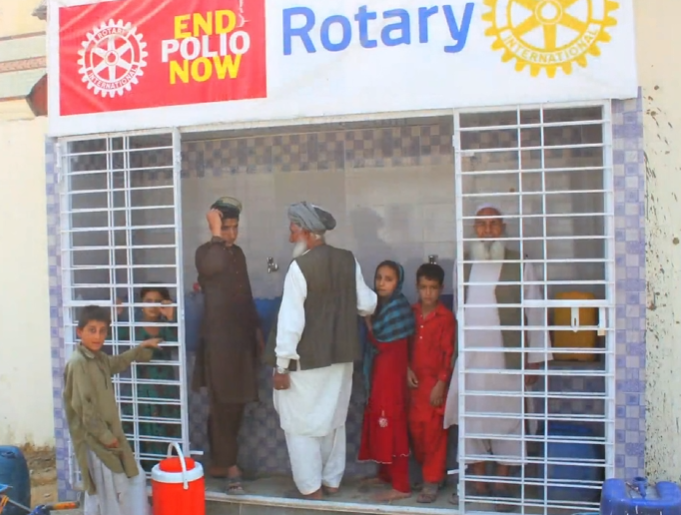 ROTARY
INTERNATIONAL
END
POLIO
NOW
Rotary
INTERNATIONAL